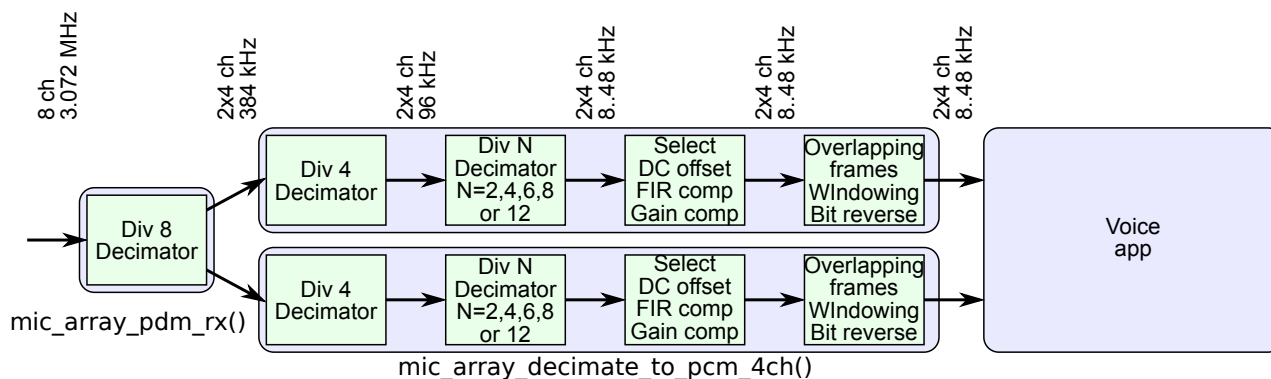 8 ch
3.072 MHz
2x4 ch
384 kHz
2x4 ch
96 kHz
2x4 ch
8..48 kHz
2x4 ch
8..48 kHz
2x4 ch
8..48 kHz
Div 8
Decimator
mic_array_pdm_rx()
Div 4
Decimator
Div N
Decimator
N=2,4,6,8
or 12
Select
DC offset
FIR comp
Gain comp
Overlapping
frames
WIndowing
Bit reverse
Div 4
Decimator
Div N
Decimator
N=2,4,6,8
or 12
Select
DC offset
FIR comp
Gain comp
Overlapping
frames
WIndowing
Bit reverse
mic_array_decimate_to_pcm_4ch()
Voice
app